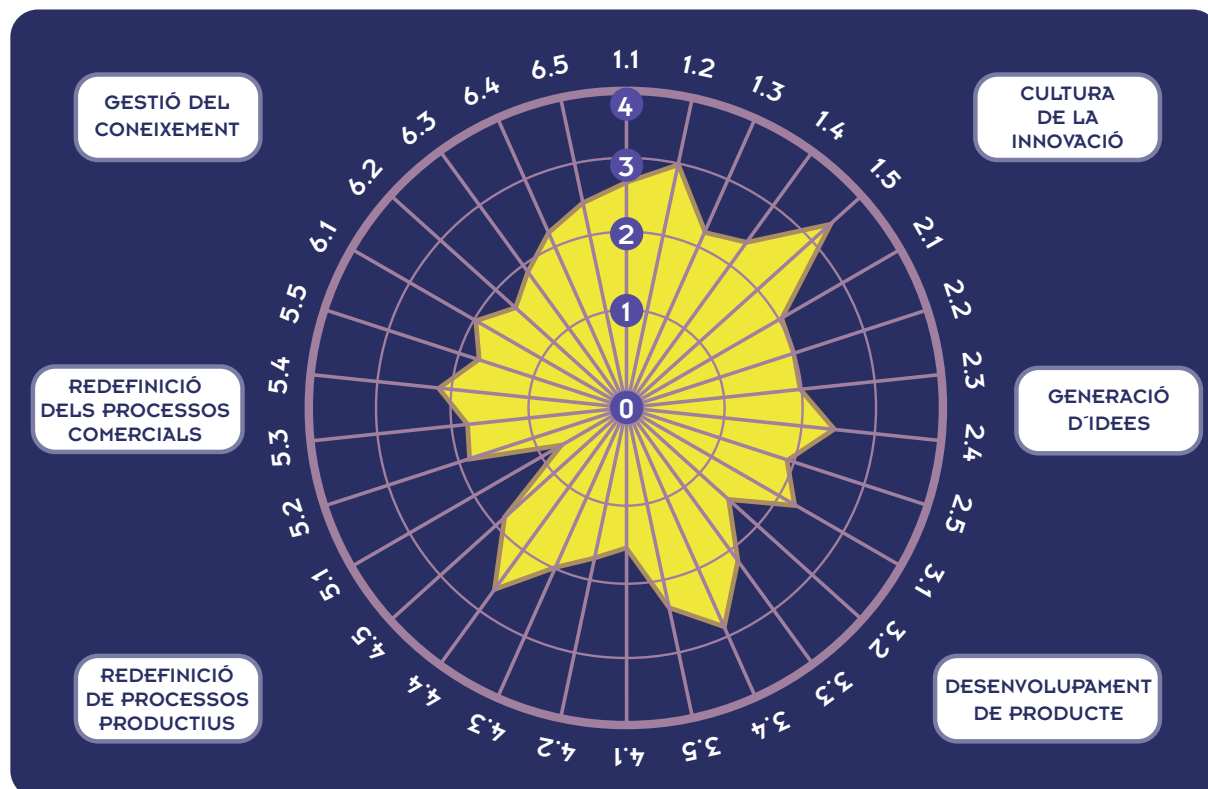 GESTIÓ DEL
CONEIXEMENT
CULTURA
DE LA
INNOVACIÓ
REDEFINICIÓ
DELS PROCESSOS
COMERCIALS
GENERACIÓ
D´IDEES
REDEFINICIÓ
DE PROCESSOS
PRODUCTIUS
DESENVOLUPAMENT
DE PRODUCTE
1.1
1.2
1.3
1.4
1.5
2.1
2.2
2.3
2.4
2.5
3.1
3.2
3.3
3.4
3.5
4.1
4.2
4.3
4.4
4.5
5.1
5.2
5.3
5.4
5.5
6.1
6.2
6.3
6.4
6.5
4
3
2
1
0